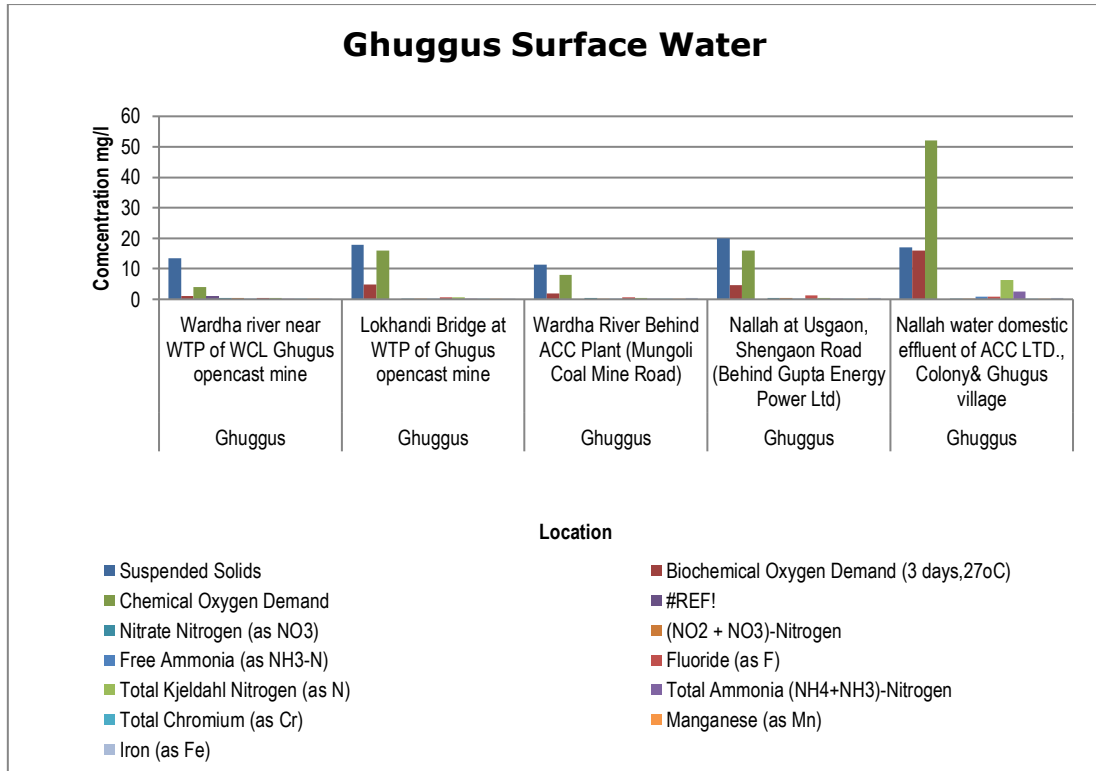 Ghuggus Surface Water
Comcentration mg/l
60
50
40
30
20
10
0
Wardha river near
WTP of WCL Ghugus
opencast mine
Lokhandi Bridge at
WTP of Ghugus
opencast mine
Wardha River Behind
ACC Plant (Mungoli
Coal Mine Road)
Nallah at Usgaon,
Shengaon Road
(Behind Gupta Energy
Power Ltd)
Nallah water domestic
effluent of ACC LTD.,
Colony& Ghugus
village
Ghuggus
Ghuggus
Ghuggus
Ghuggus
Ghuggus
Location
Suspended Solids
Biochemical Oxygen Demand (3 days,27oC)
Chemical Oxygen Demand
#REF!
Nitrate Nitrogen (as NO3)
(NO2 + NO3)-Nitrogen
Free Ammonia (as NH3-N)
Fluoride (as F)
Total Kjeldahl Nitrogen (as N)
Total Ammonia (NH4+NH3)-Nitrogen
Total Chromium (as Cr)
Manganese (as Mn)
Iron (as Fe)